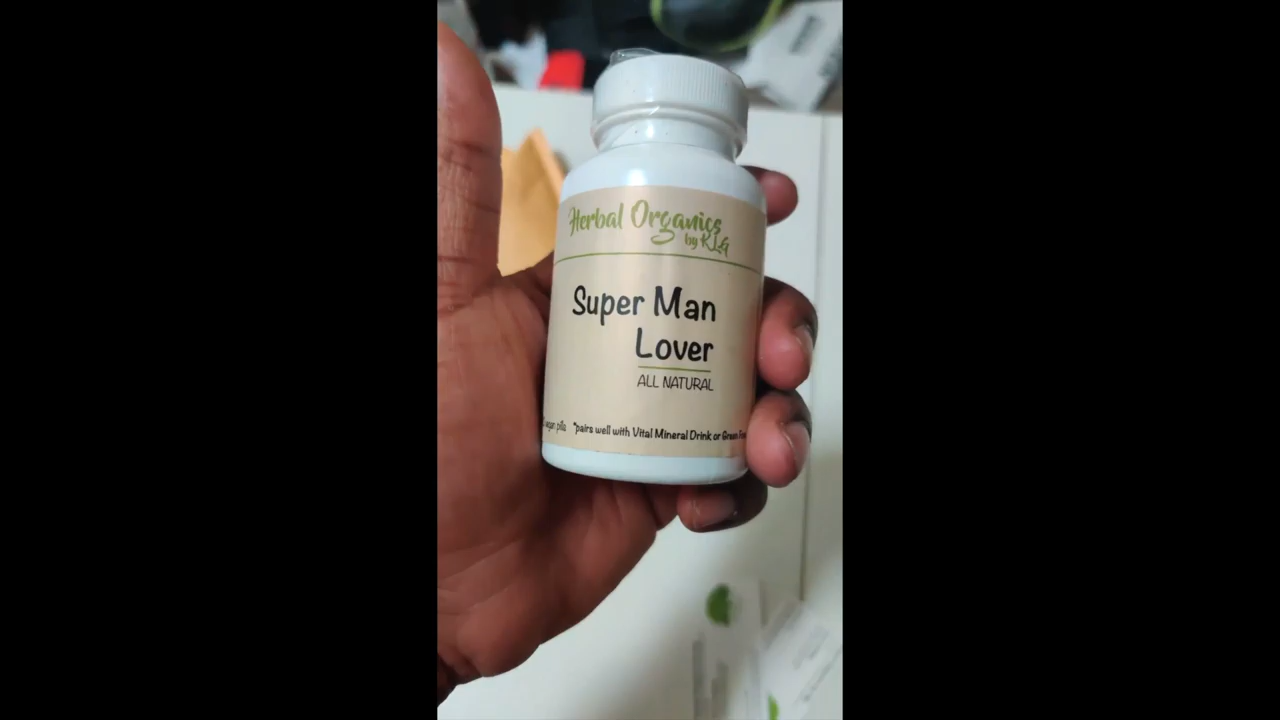 Herbal Organics
by KLG
Super Man
Lover
ALL NATURAL
vegan pills *pairs well with Vital Mineral Drink or Green